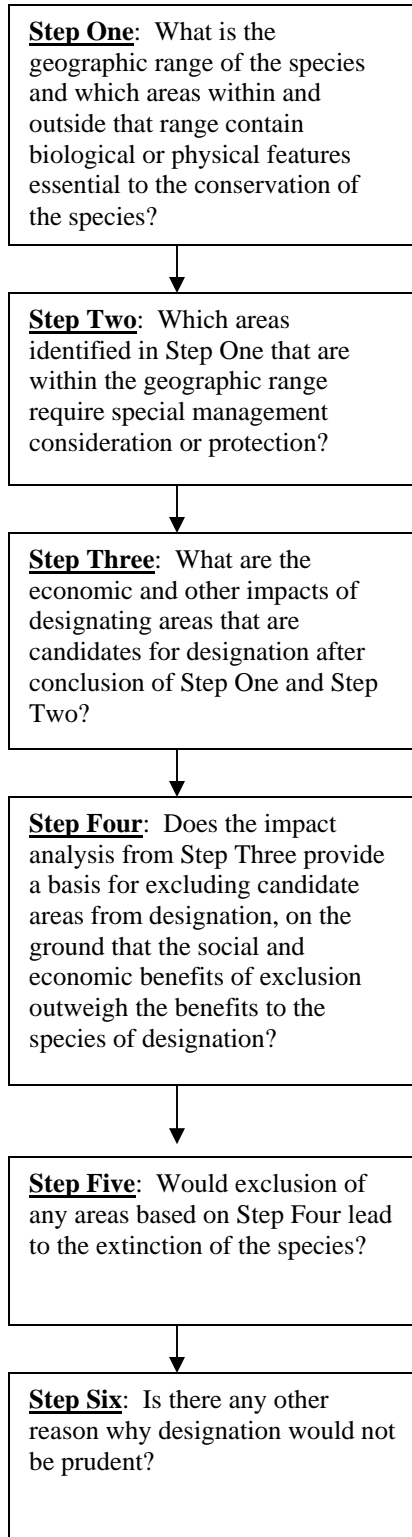 Step One: What is the
geographic range of the species
and which areas within and
outside that range contain
biological or physical features
essential to the conservation of
the species?
Step Two: Which areas
identified in Step One that are
within the geographic range
require special management
consideration or protection?
Step Three: What are the
economic and other impacts of
designating areas that are
candidates for designation after
conclusion of Step One and Step
Two?
Step Four: Does the impact
analysis from Step Three provide
a basis for excluding candidate
areas from designation, on the
ground that the social and
economic benefits of exclusion
outweigh the benefits to the
species of designation?
Step Five: Would exclusion of
any areas based on Step Four lead
to the extinction of the species?
Step Six: Is there any other
reason why designation would not
be prudent?